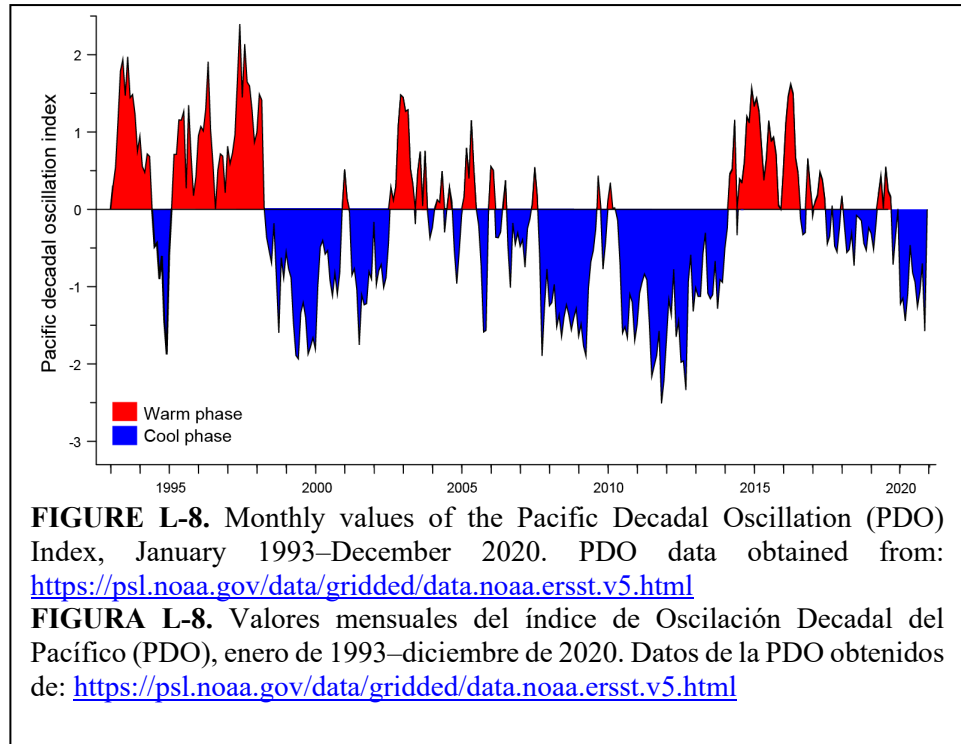 2
1
0
-1
-2
-3
Pacific decadal oscillation index
Warm phase
Cool phase
1995 2000 2005 2010 2015 2020
FIGURE L-8. Monthly values of the Pacific Decadal Oscillation (PDO)
Index, January 1993–December 2020. PDO data obtained from:
https://psl.noaa.gov/data/gridded/data.noaa.ersst.v5.html
FIGURA L-8. Valores mensuales del índice de Oscilación Decadal del
Pacífico (PDO), enero de 1993–diciembre de 2020. Datos de la PDO obtenidos
de: https://psl.noaa.gov/data/gridded/data.noaa.ersst.v5.html